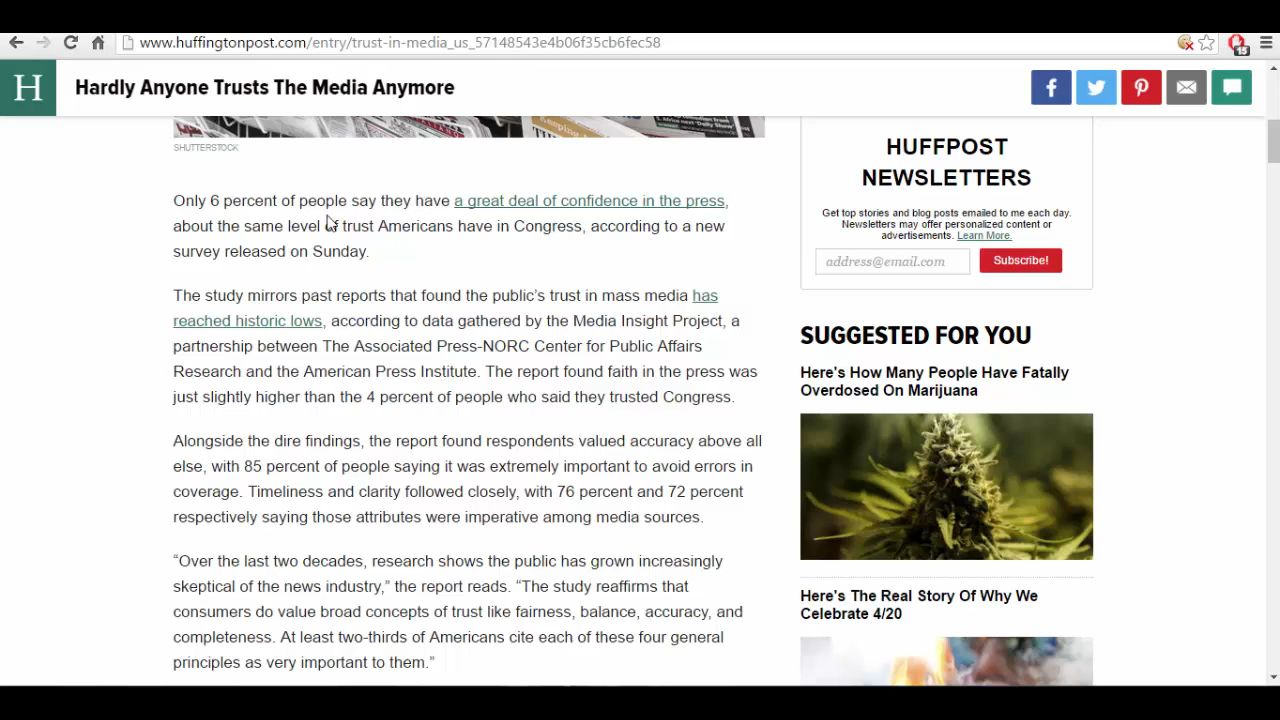 www.huffingtonpost.com/entry/trust-in-media_us_57148543e4b06f35cb6fec58
15
H
Hardly Anyone Trusts The Media Anymore
SHUTTERSTOCK
Only 6 percent of people say they have a great deal of confidence in the press,
about the same level of trust Americans have in Congress, according to a new
survey released on Sunday.
The study mirrors past reports that found the public's trust in mass media has
reached historic lows, according to data gathered by the Media Insight Project, a
partnership between The Associated Press-NORC Center for Public Affairs
Research and the American Press Institute. The report found faith in the press was
just slightly higher than the 4 percent of people who said they trusted Congress.
Alongside the dire findings, the report found respondents valued accuracy above all
else, with 85 percent of people saying it was extremely important to avoid errors in
coverage. Timeliness and clarity followed closely, with 76 percent and 72 percent
respectively saying those attributes were imperative among media sources.
“Over the last two decades, research shows the public has grown increasingly
skeptical of the news industry,” the report reads. “The study reaffirms that
consumers do value broad concepts of trust like fairness, balance, accuracy, and
completeness. At least two-thirds of Americans cite each of these four general
principles as very important to them.”
HUFFPOST
NEWSLETTERS
Get top stories and blog posts emailed to me each day.
Newsletters may offer personalized content or
advertisements. Learn More.
address@email.com
Subscribe!
SUGGESTED FOR YOU
Here's How Many People Have Fatally
Overdosed On Marijuana
Here's The Real Story Of Why We
Celebrate 4/20